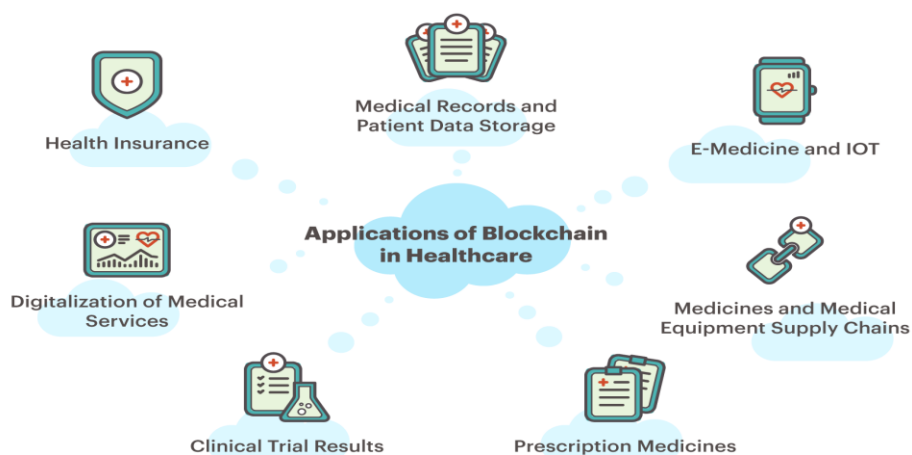 Medical Records and
Patient Data Storage
Health Insurance
E-Medicine and IOT
Applications of Blockchain
in Healthcare
Digitalization of Medical
Services
Medicines and Medical
Equipment Supply Chains
Clinical Trial Results
Prescription Medicines